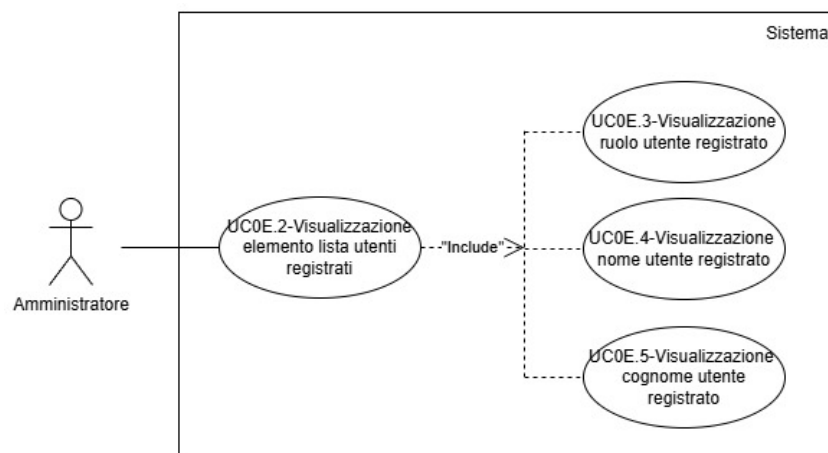 Sistema
UC0E.3-Visualizzazione
ruolo utente registrato
UC0E.2-Visualizzazione
elemento lista utenti
registrati
"Include"
UC0E.4-Visualizzazione
nome utente registrato
Amministratore
UC0E.5-Visualizzazione
cognome utente
registrato